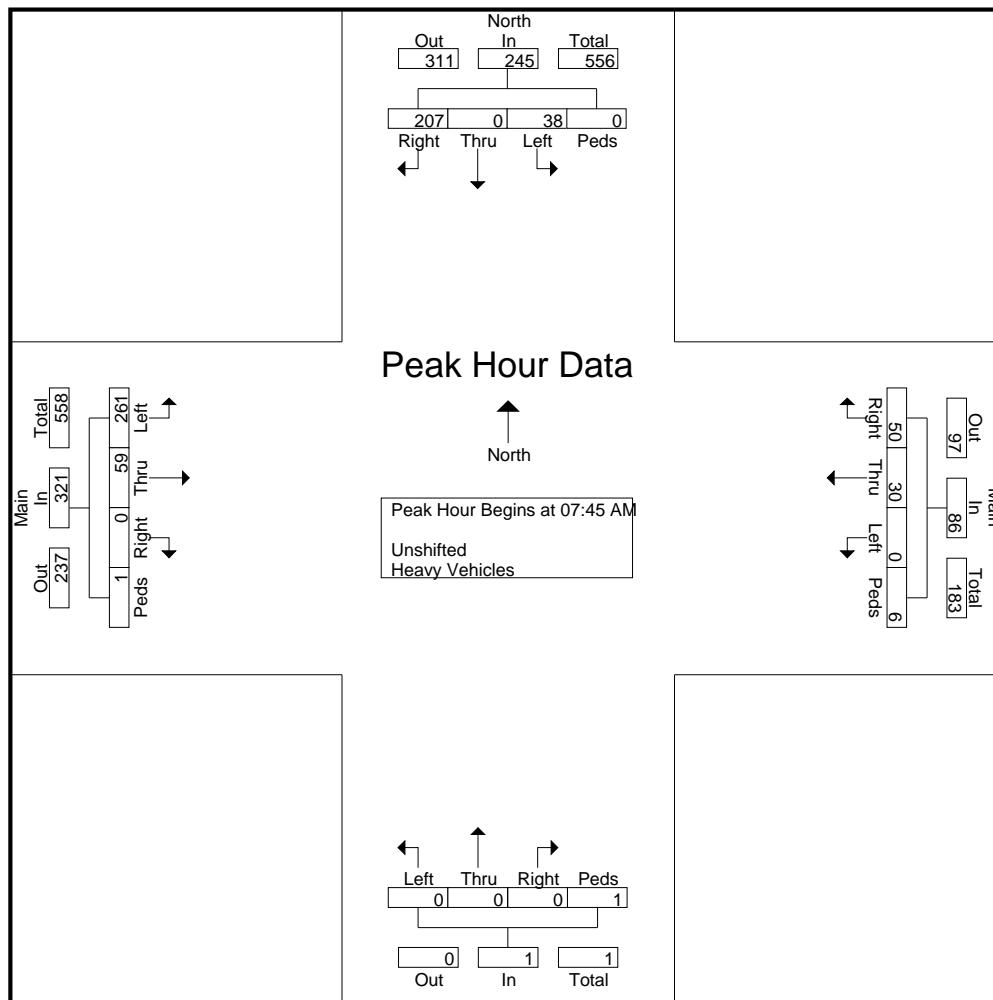 North
Out In Total
311 245 556
207 0 38 0
Right Thru Left Peds
Peak Hour Data
North
Peak Hour Begins at 07:45 AM
Unshifted
Heavy Vehicles
Main
Out In Total
237 321 558
1 0 59 261
Peds Right Thru Left
Main
Out In Total
97 86 183
Right Thru Left Peds
50 30 0 6
Left Thru Right Peds
0 0 0 1
0 1 1
Out In Total